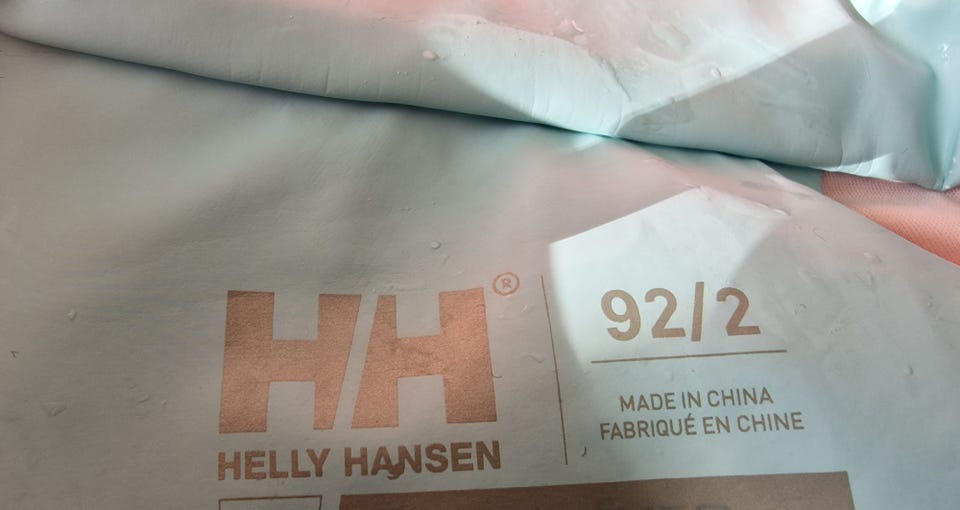 HH®
HELLY HANSEN
92/2
MADE IN CHINA
FABRIQUÉ EN CHINE